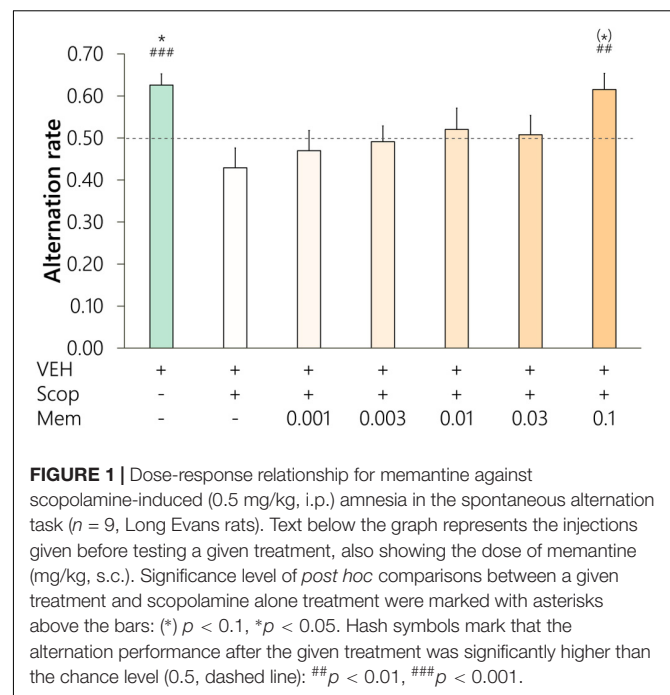 * (*)
### ##
0.70
0.60
0.50
0.40
0.30
0.20
0.10
0.00
Alternation rate
VEH + + + + + + +
Scop - + + + + + +
Mem - - 0.001 0.003 0.01 0.03 0.1
FIGURE 1 | Dose-response relationship for memantine against
scopolamine-induced (0.5 mg/kg, i.p.) amnesia in the spontaneous alternation
task (n = 9, Long Evans rats). Text below the graph represents the injections
given before testing a given treatment, also showing the dose of memantine
(mg/kg, s.c.). Significance level of post hoc comparisons between a given
treatment and scopolamine alone treatment were marked with asterisks
above the bars: (*) p < 0.1, *p < 0.05. Hash symbols mark that the
alternation performance after the given treatment was significantly higher than
the chance level (0.5, dashed line): ##p < 0.01, ###p < 0.001.